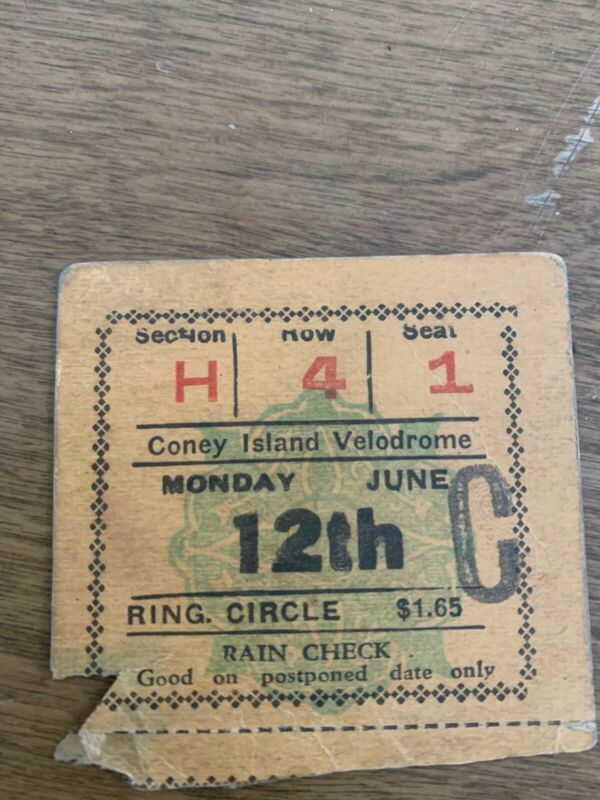 Section Row Seat
H 4 1
Coney Island Velodrome
MONDAY JUNE
12th C
RING. CIRCLE $1.65
RAIN CHECK
Good on postponed date only